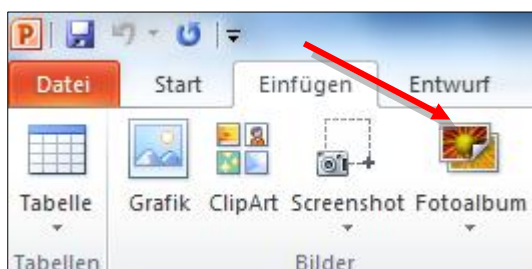 P
Datei Start Einfügen Entwurf
Tabelle Grafik ClipArt Screenshot Fotoalbum
Tabellen Bilder